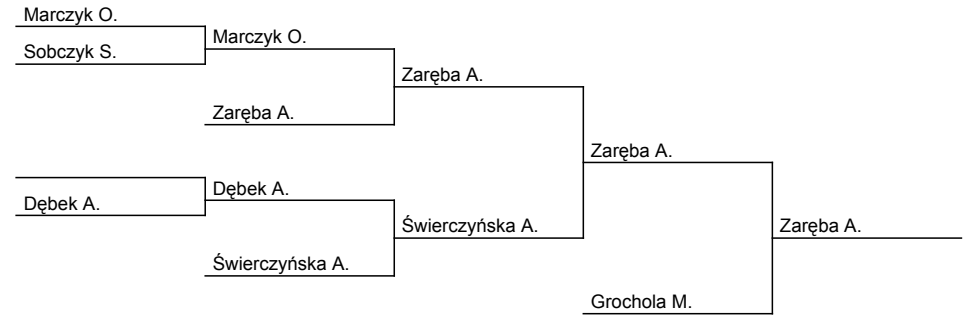 Marczyk O.
Sobczyk S.
Marczyk O.
Zaręba A.
Zaręba A.
Dębek A.
Dębek A.
Świerczyńska A.
Świerczyńska A.
Zaręba A.
Grochola M.
Zaręba A.